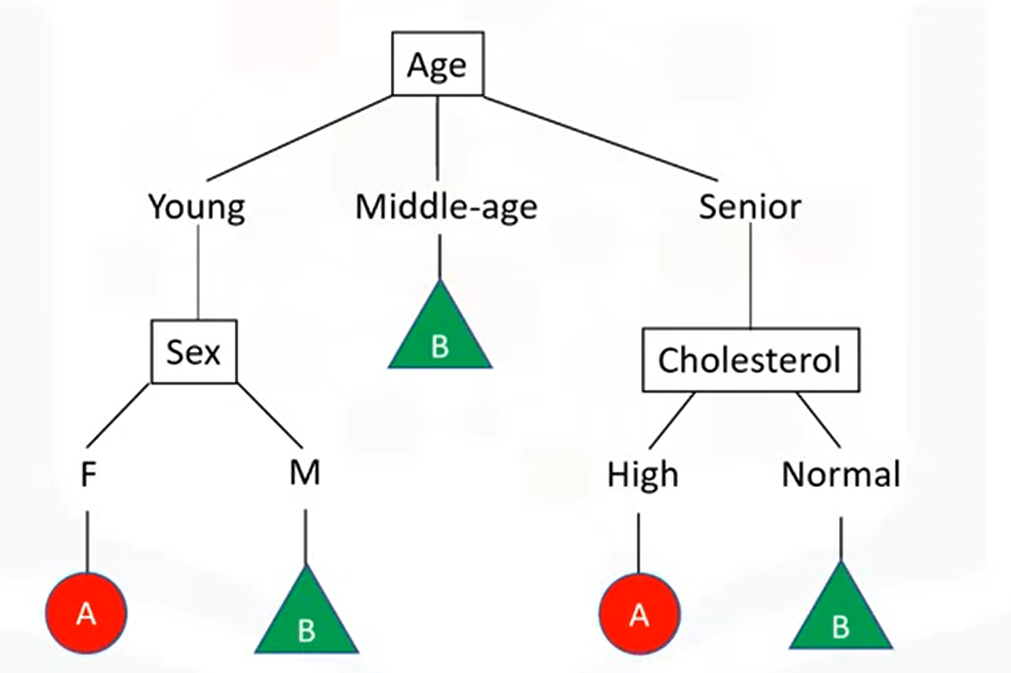 Age
Young Middle-age Senior
B
Sex Cholesterol
F M High Normal
A B A B